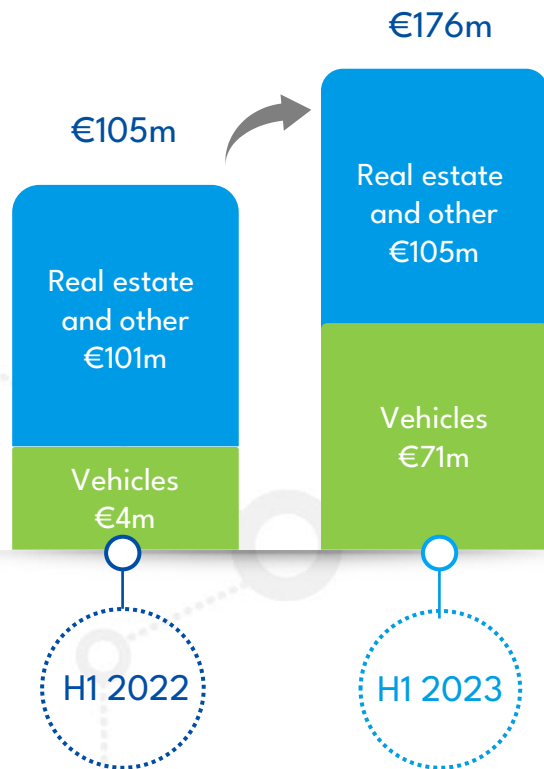 €105m
Real estate
and other
€101m
Vehicles
€4m
H1 2022
€176m
Real estate
and other
€105m
Vehicles
€71m
H1 2023